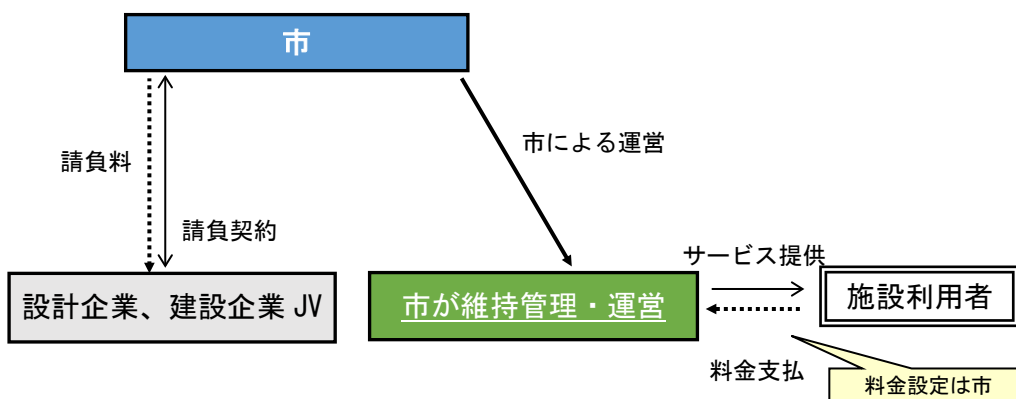 市
請負料
市による運営
請負契約
サービス提供
設計企業、建設企業 JV
市が維持管理・運営
施設利用者
料金支払
料金設定は市